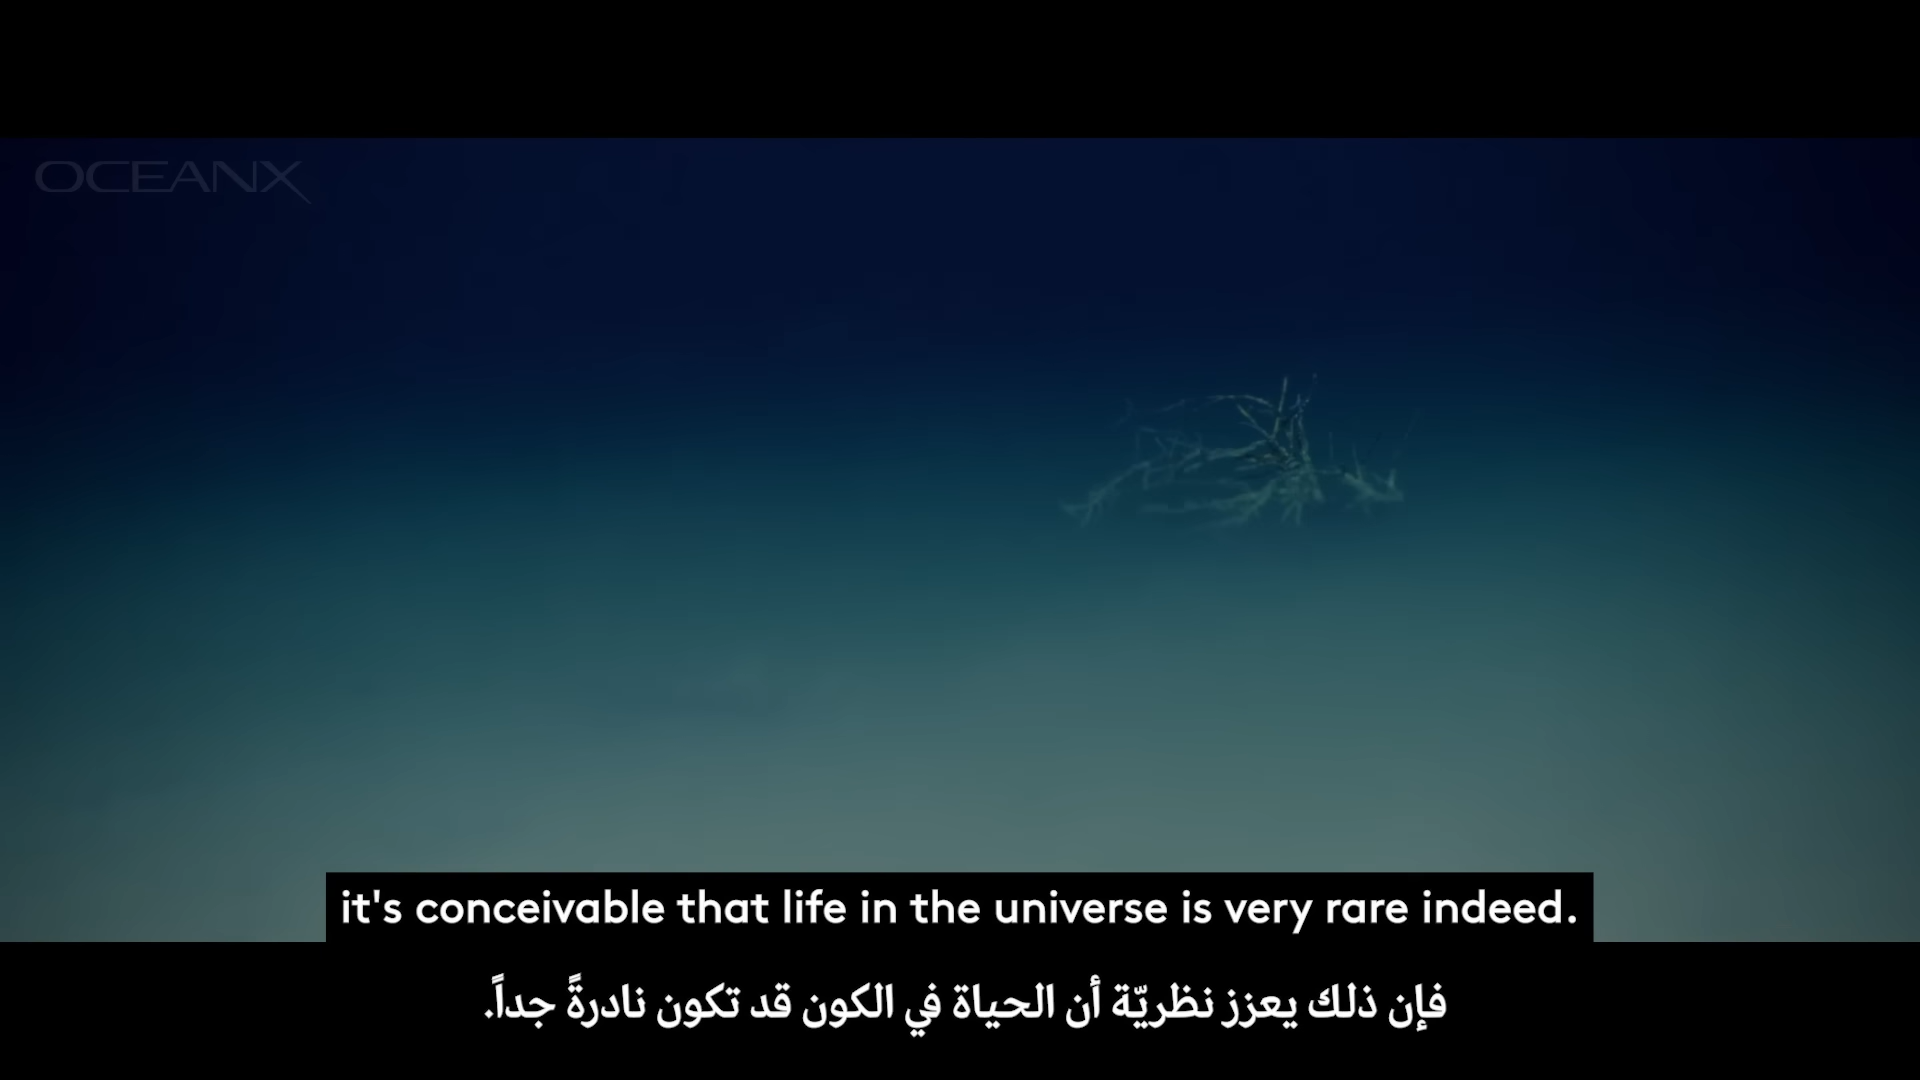 OCEANX
it's conceivable that life in the universe is very rare indeed.
فإن ذلك يعزز نظريّة أن الحياة في الكون قد تكون نادرةً جداً.